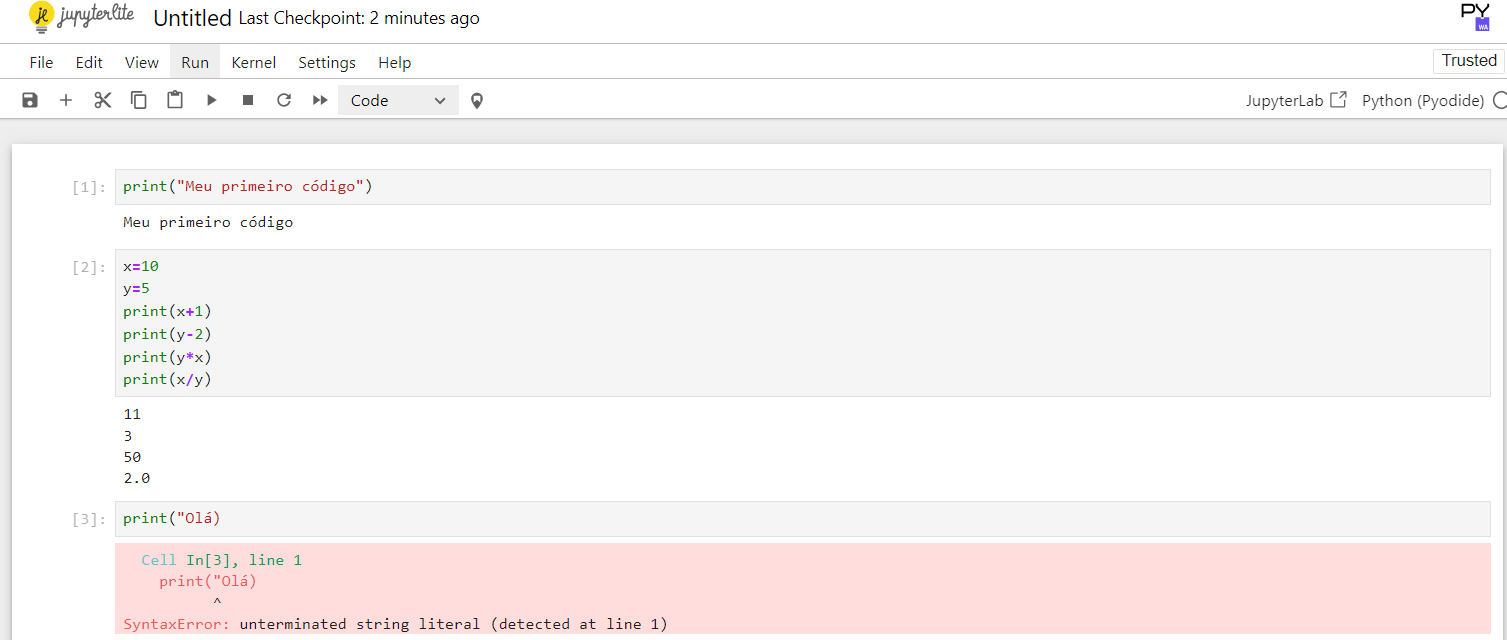 jupyterlite Untitled Last Checkpoint: 2 minutes ago PY WA
File Edit View Run Kernel Settings Help Trusted
Code JupyterLab Python (Pyodide)
[1]: print("Meu primeiro código")
Meu primeiro código
[2]: x=10
y=5
print(x+1)
print(y-2)
print(y*x)
print(x/y)
11
3
50
2.0
[3]: print("Olá)
Cell In[3], line 1
print("Olá)
^
SyntaxError: unterminated string literal (detected at line 1)